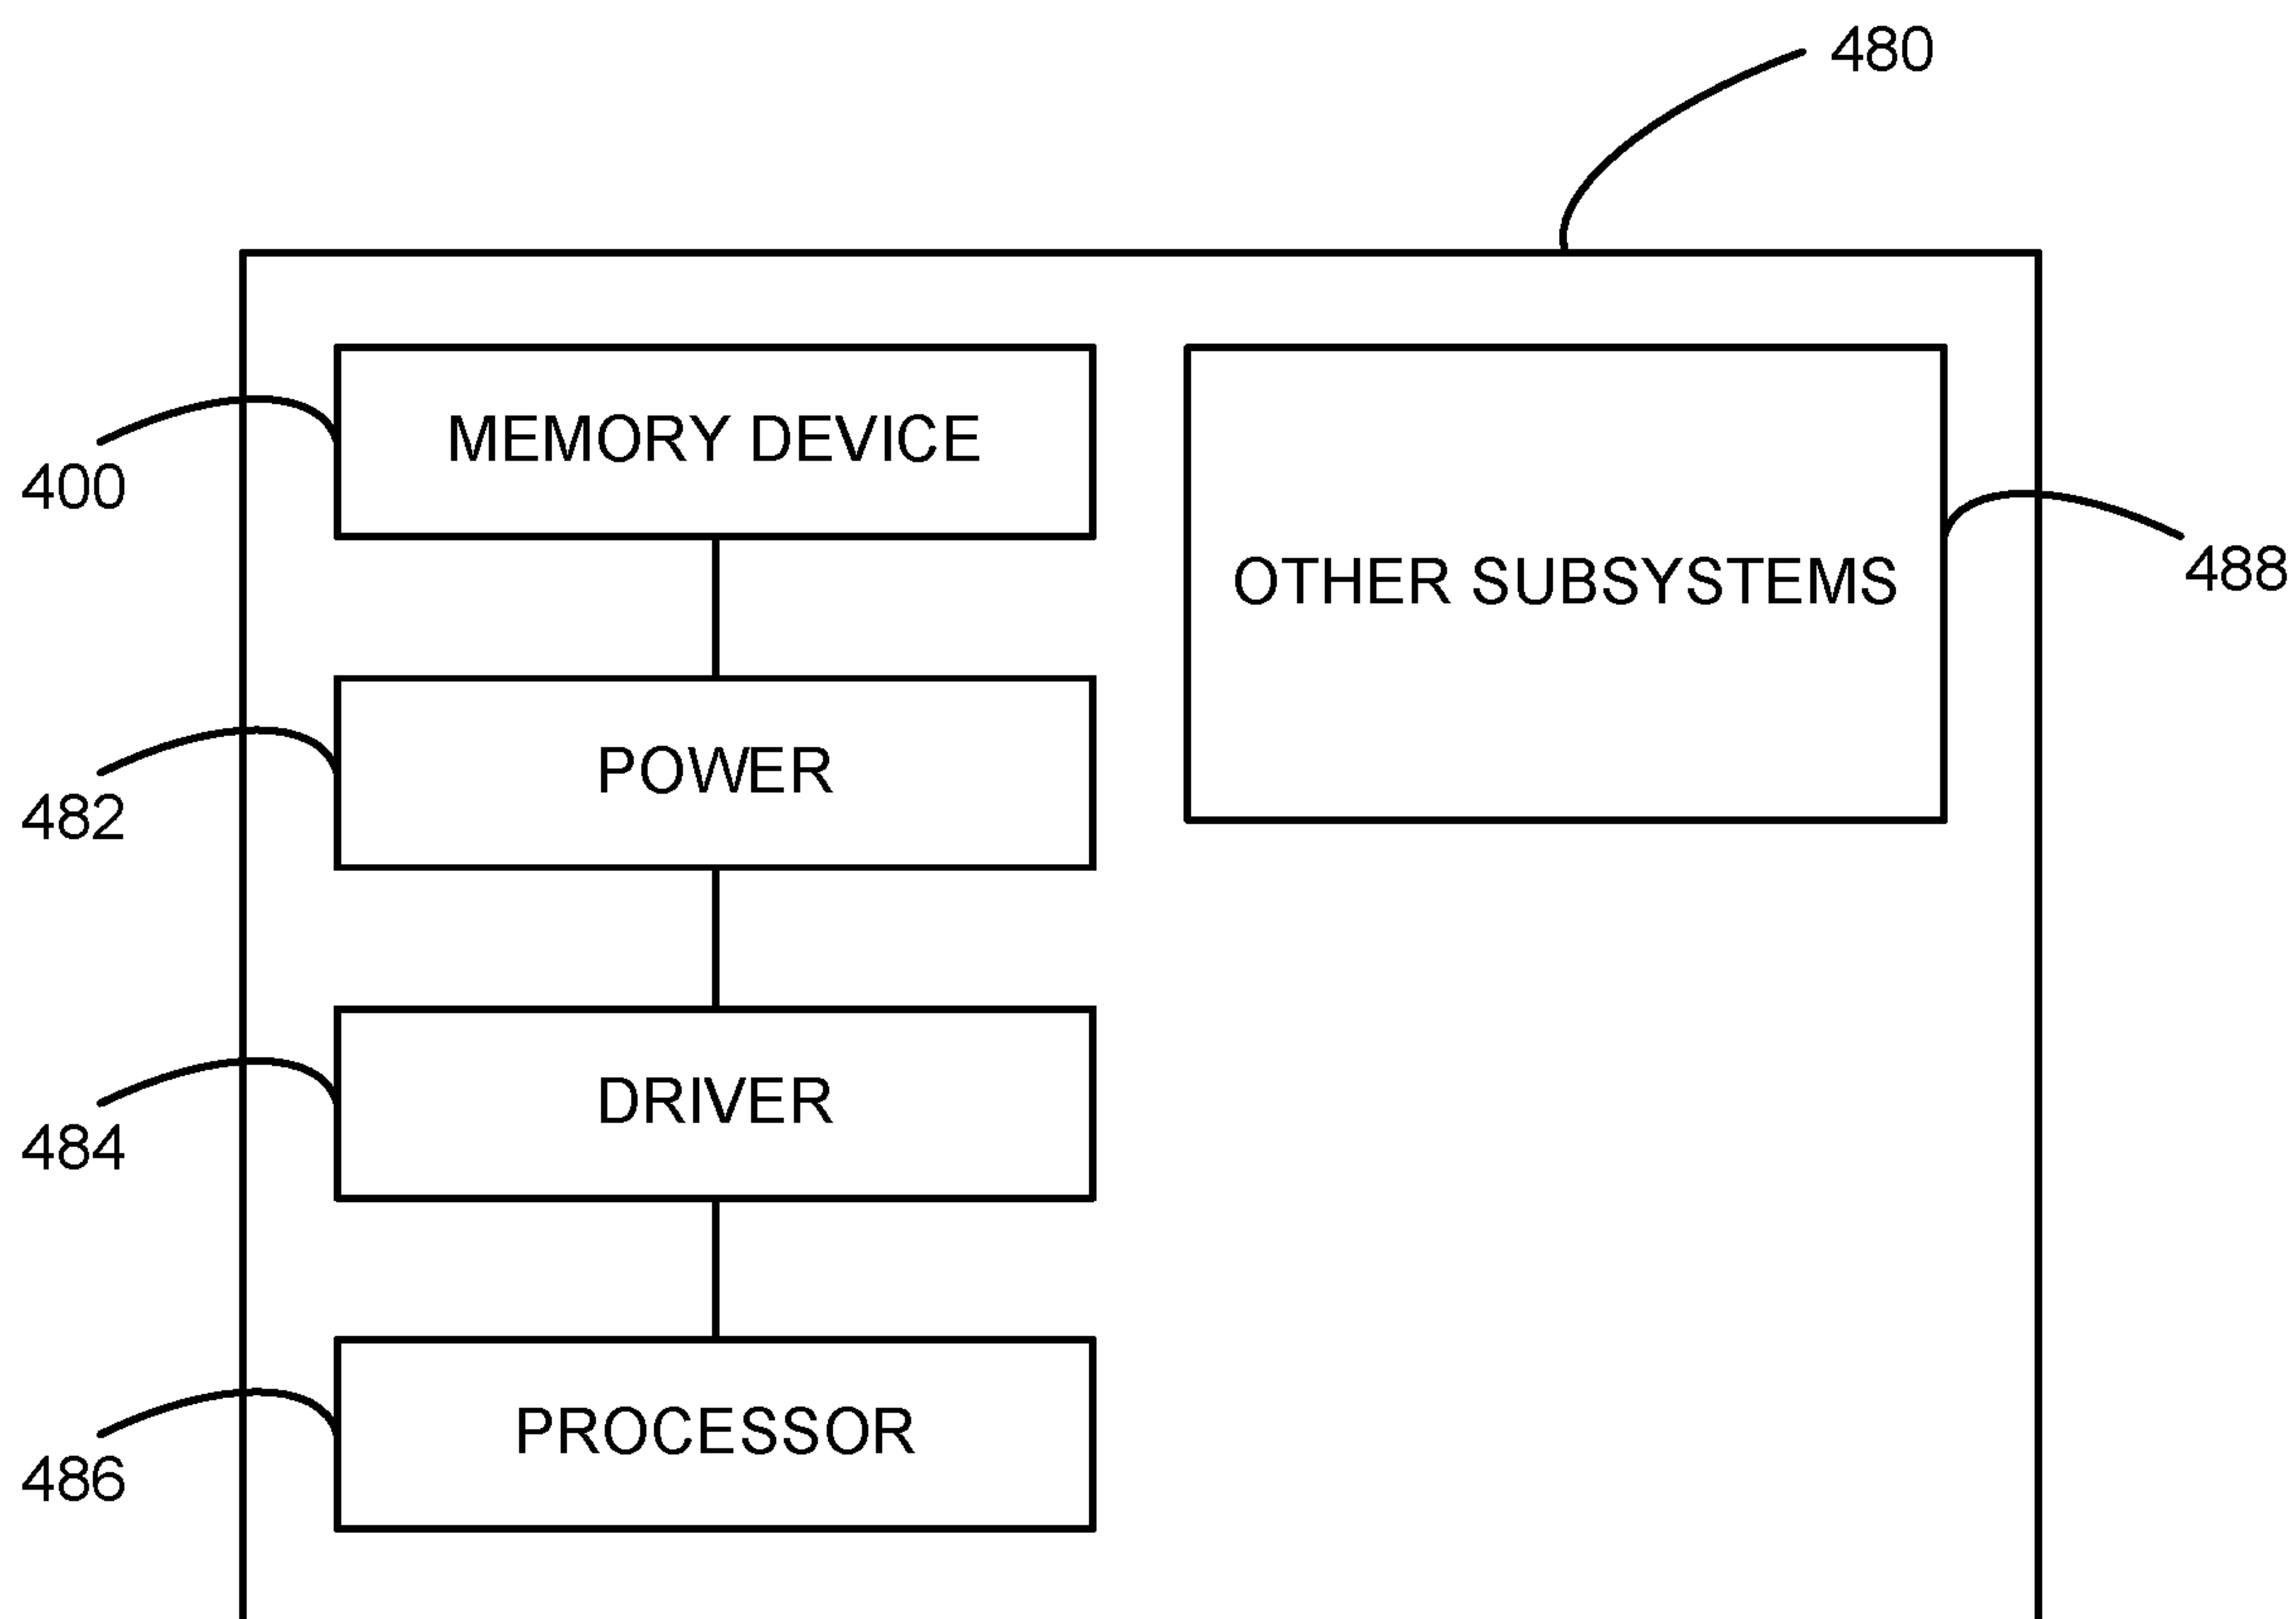 480
MEMORY DEVICE
400
OTHER SUBSYSTEMS
488
POWER
482
DRIVER
484
PROCESSOR
486